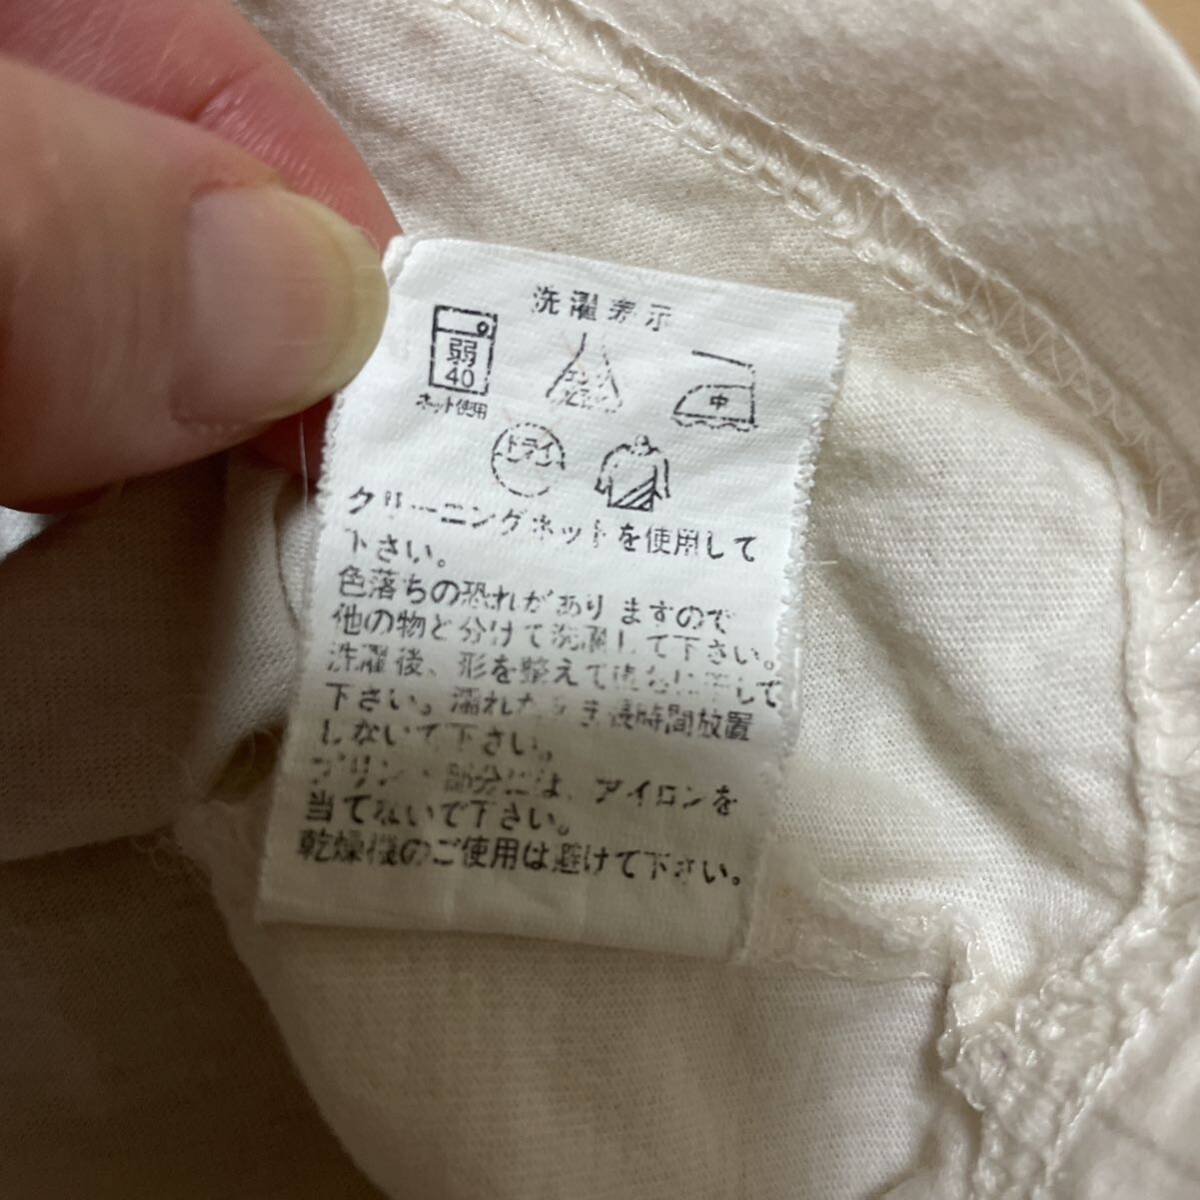 洗濯表示
弱
40
ネット使用
エンソ
中
ドライ
クリーニングネットを使用して
下さい。
色落ちの恐れがありますので
他の物と分けて洗濯して下さい。
洗濯後、形を整えて して
下さい。濡れたまま長時間放置
しないで下さい。
プリント部分には、アイロンを
当てないで下さい。
乾燥機のご使用は避けて下さい。